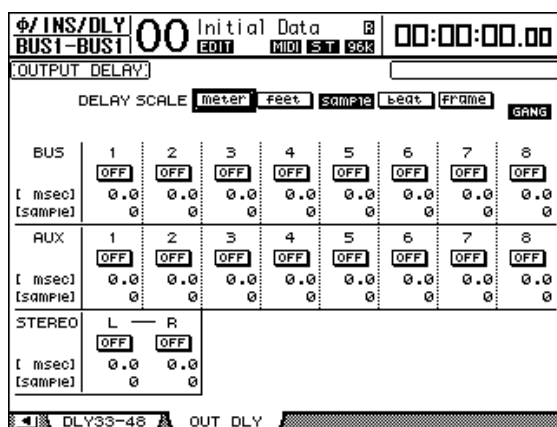 Φ/INS/DLY 00 Initial Data R 00:00:00.00
BUS1-BUS1 EDIT MIDI ST 96k
OUTPUT DELAY
DELAY SCALE meter feet sample beat frame
GANG
BUS 1 2 3 4 5 6 7 8
OFF OFF OFF OFF OFF OFF OFF OFF
[ msec] 0.0 0.0 0.0 0.0 0.0 0.0 0.0 0.0
[sample] 0 0 0 0 0 0 0 0
AUX 1 2 3 4 5 6 7 8
OFF OFF OFF OFF OFF OFF OFF OFF
[ msec] 0.0 0.0 0.0 0.0 0.0 0.0 0.0 0.0
[sample] 0 0 0 0 0 0 0 0
STEREO L — R
OFF OFF
[ msec] 0.0 0.0
[sample] 0 0
DLY33-48 OUT DLY